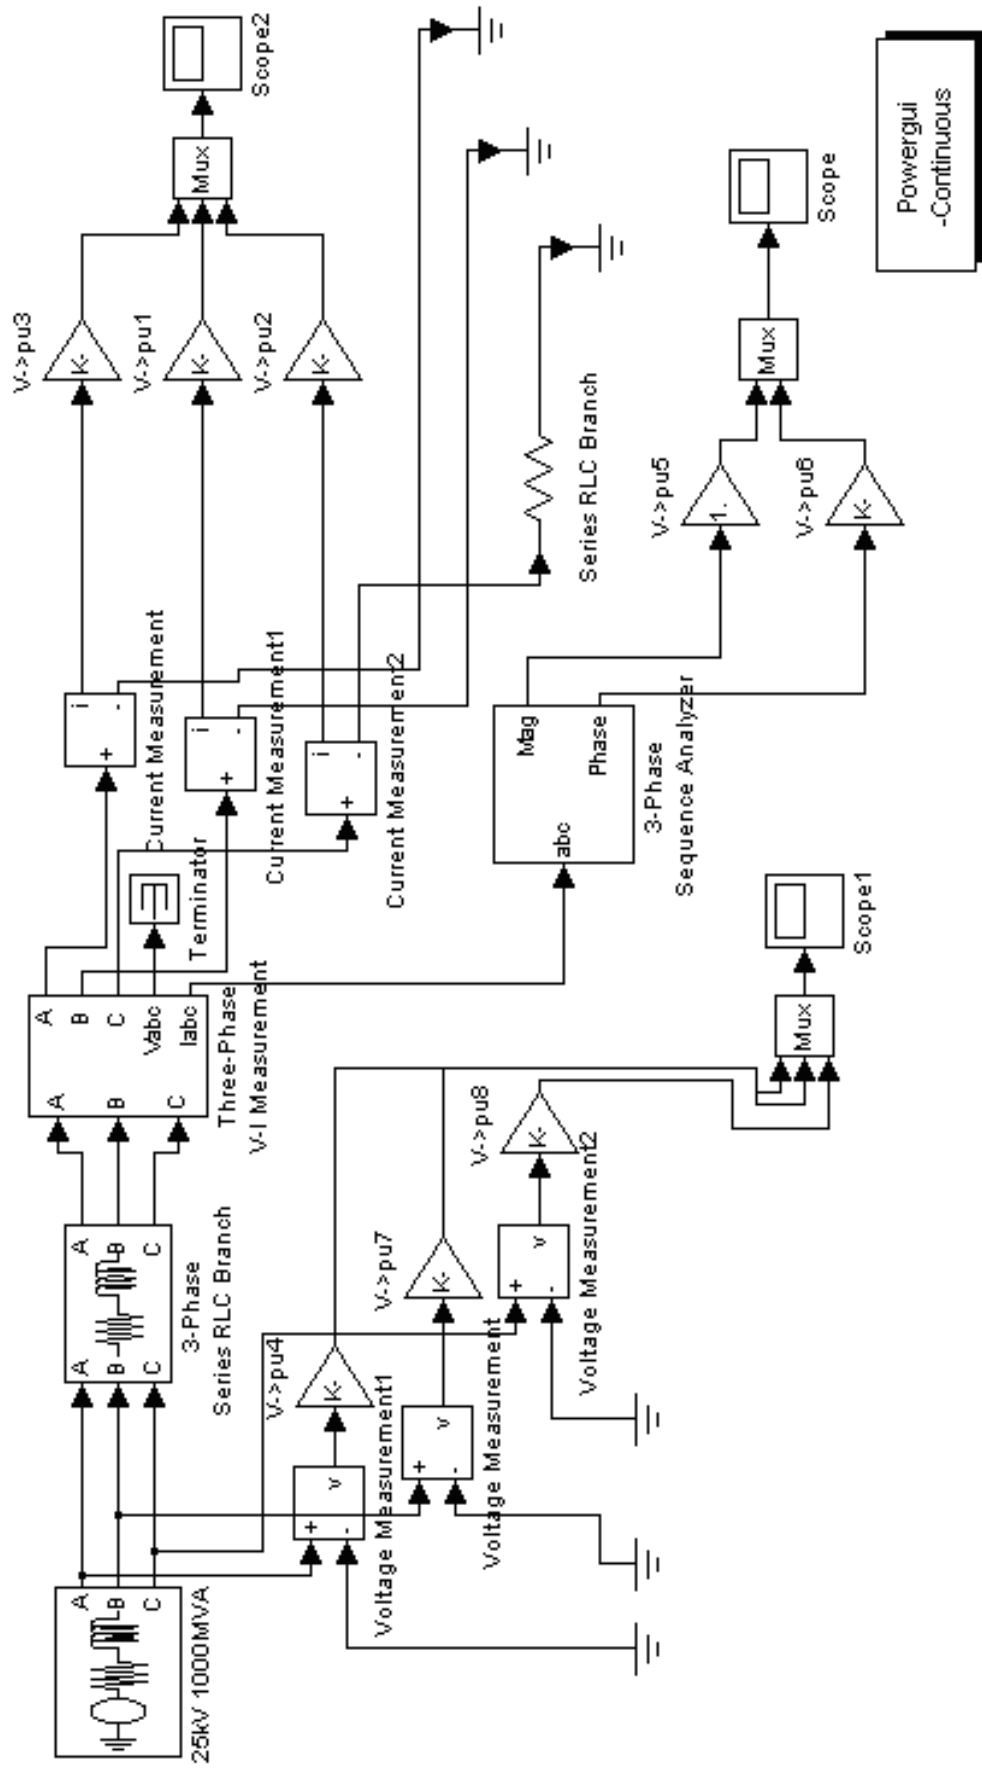 25kV 1000MVA
A
B
C
A
B
C
A
B
C
3-Phase
Series RLC Branch
A
B
C
A
B
C
Vabc
Iabc
Three-Phase
V-I Measurement
Terminator
+
-
i
Current Measurement
+
-
i
Current Measurement1
+
-
i
Current Measurement2
V->pu3
K-
V->pu1
K-
V->pu2
K-
Mux
Scope2
Series RLC Branch
abc
Mag
Phase
3-Phase
Sequence Analyzer
V->pu5
1.
V->pu6
K-
Mux
Scope
Powergui
-Continuous
+
-
v
Voltage Measurement1
V->pu4
K-
+
-
v
Voltage Measurement
V->pu7
K-
+
-
v
Voltage Measurement2
V->pu8
K-
Mux
Scope1